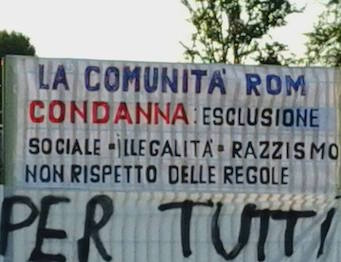 LA COMUNITA' ROM
CONDANNA: ESCLUSIONE
SOCIALE - ILLEGALITA' - RAZZISMO
NON RISPETTO DELLE REGOLE
PER TUTTI